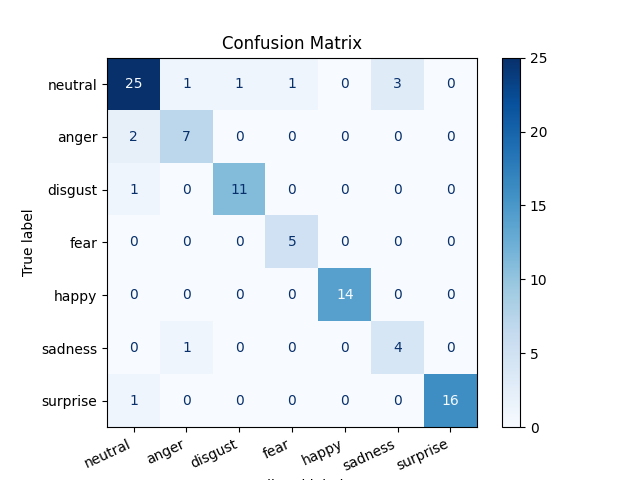 Confusion Matrix
True label
neutral 25 1 1 1 0 3 0
anger 2 7 0 0 0 0 0
disgust 1 0 11 0 0 0 0
fear 0 0 0 5 0 0 0
happy 0 0 0 0 14 0 0
sadness 0 1 0 0 0 4 0
surprise 1 0 0 0 0 0 16
neutral anger disgust fear happy sadness surprise
25
20
15
10
5
0